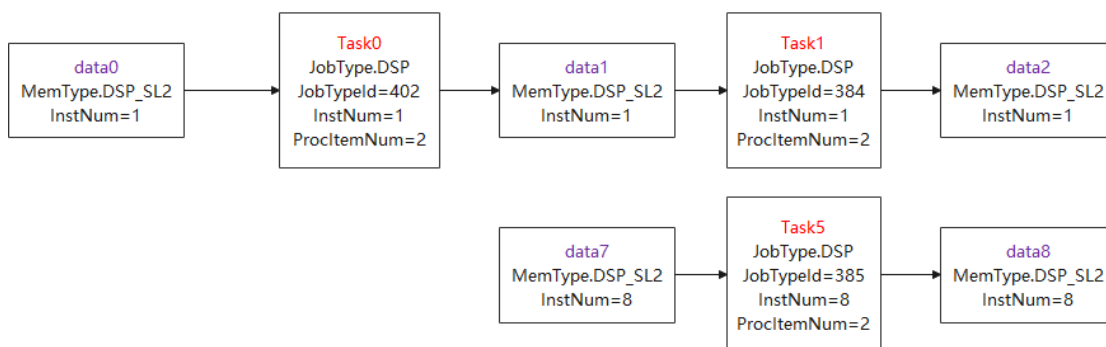 data0
MemType.DSP_SL2
InstNum=1
Task0
JobType.DSP
JobTypeId=402
InstNum=1
ProcItemNum=2
data1
MemType.DSP_SL2
InstNum=1
Task1
JobType.DSP
JobTypeId=384
InstNum=1
ProcItemNum=2
data2
MemType.DSP_SL2
InstNum=1
data7
MemType.DSP_SL2
InstNum=8
Task5
JobType.DSP
JobTypeId=385
InstNum=8
ProcItemNum=2
data8
MemType.DSP_SL2
InstNum=8